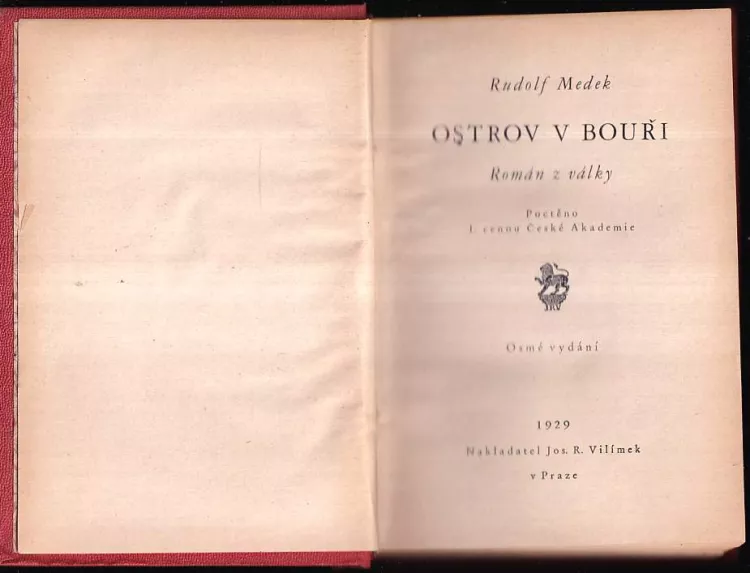 Rudolf Medek
OSTROV V BOUŘI
Román z války
Poctěno
I. cenou České Akademie
Osmé vydání
1929
Nakladatel Jos. R. Vilímek
v Praze